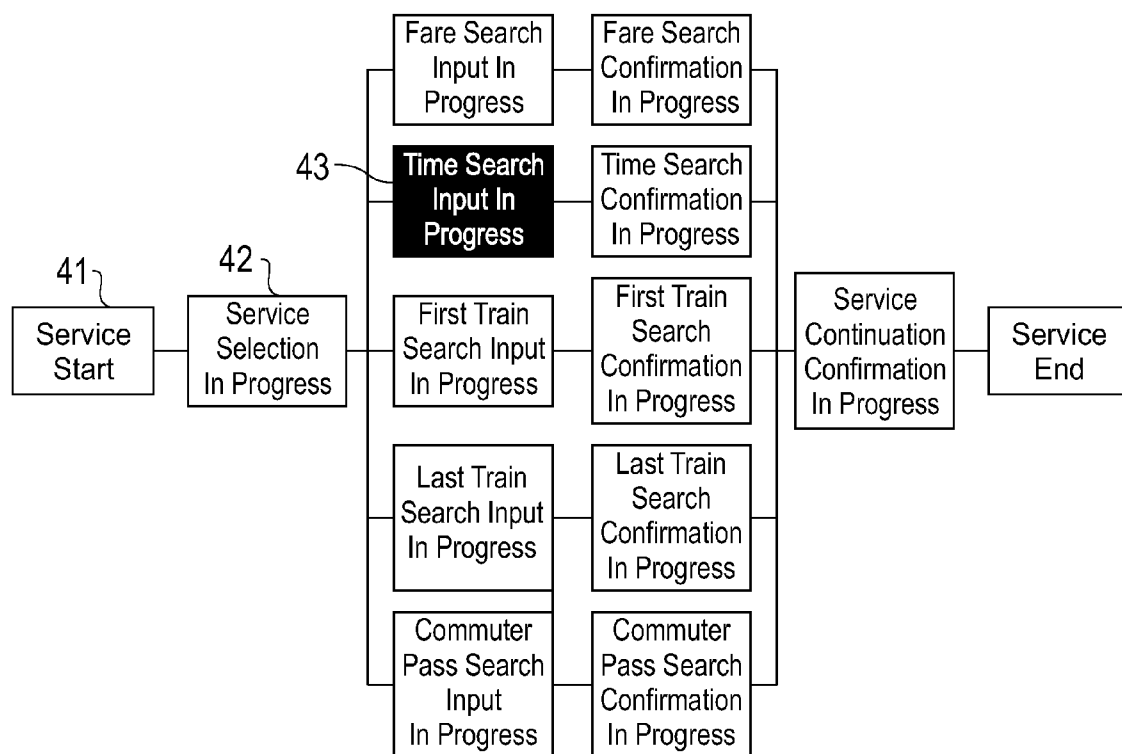 Fare Search
Input In
Progress
Fare Search
Confirmation
In Progress
43
Time Search
Input In
Progress
Time Search
Confirmation
In Progress
41
Service
Start
42
Service
Selection
In Progress
First Train
Search Input
In Progress
First Train
Search
Confirmation
In Progress
Service
Continuation
Confirmation
In Progress
Service
End
Last Train
Search Input
In Progress
Last Train
Search
Confirmation
In Progress
Commuter
Pass Search
Input
In Progress
Commuter
Pass Search
Confirmation
In Progress